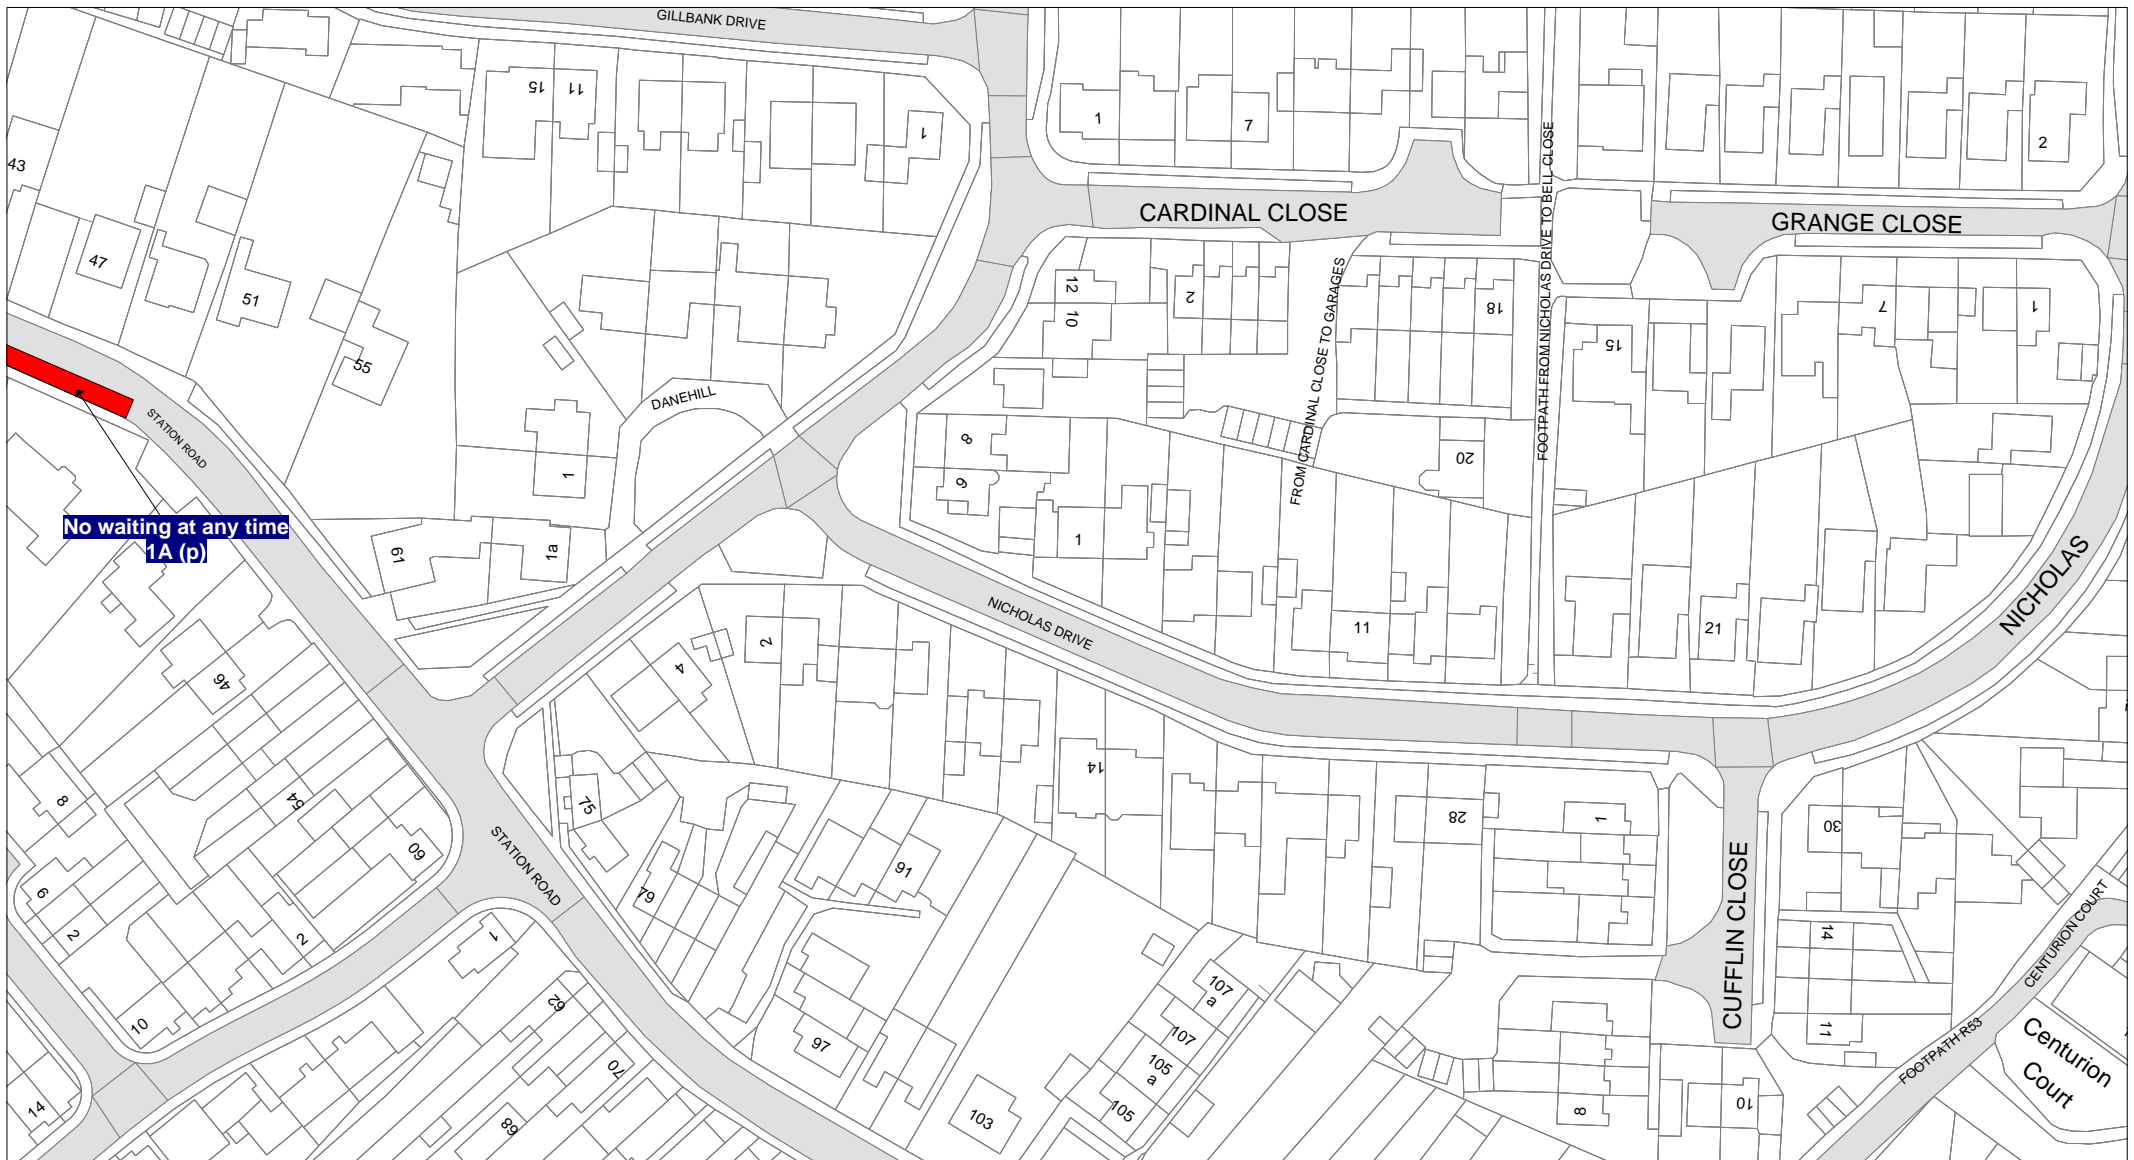 GILLBANK DRIVE
15
11
1
1
7
2
43
CARDINAL CLOSE
GRANGE CLOSE
FOOTPATH FROM NICHOLAS DRIVE TO BELL CLOSE
FROM CARDINAL CLOSE TO GARAGES
47
51
55
12
10
2
18
15
7
1
DANEHILL
STATION ROAD
8
6
20
1
1
No waiting at any time
1A (p)
61
1a
NICHOLAS DRIVE
11
21
NICHOLAS
2
4
46
14
28
1
30
8
54
60
75
79
91
STATION ROAD
CUFFLIN CLOSE
CENTURION COURT
6
2
2
1
10
62
70
68
97
103
107
a
107
105
a
105
14
11
8
10
14
FOOTPATH R53
Centurion
Court